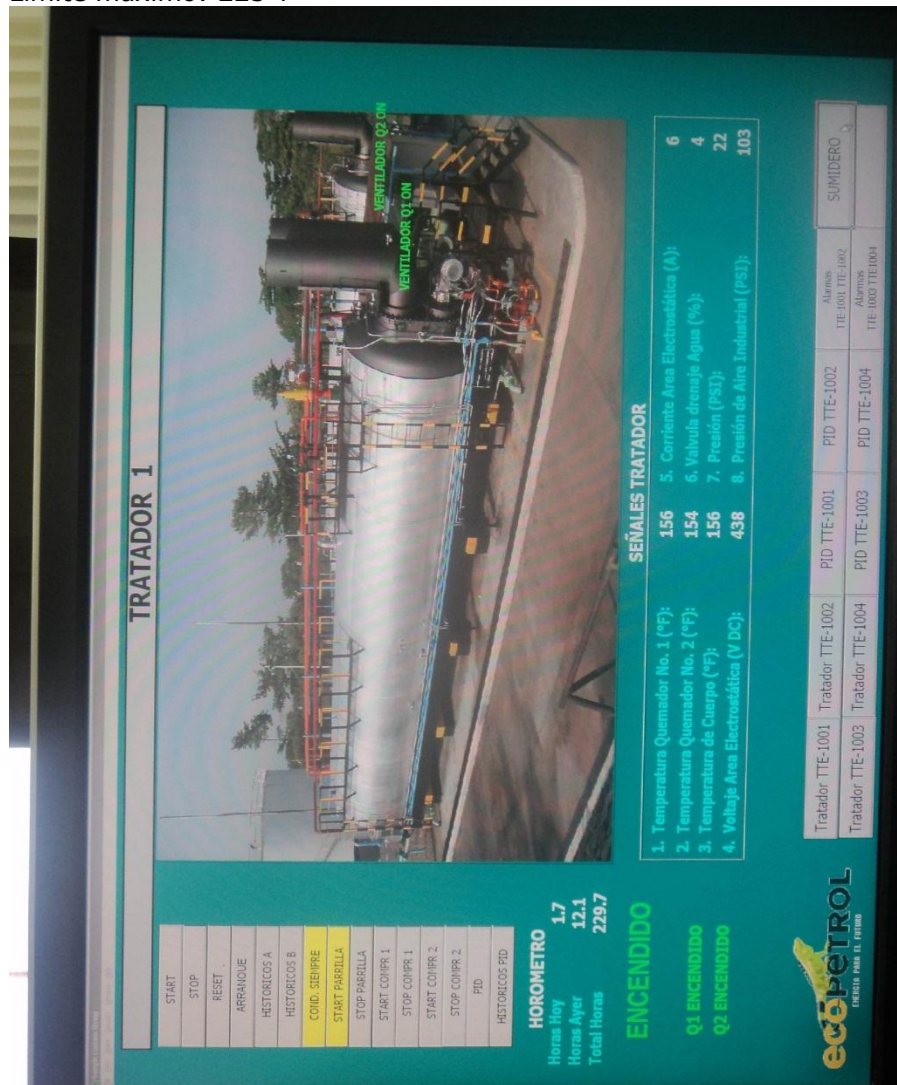 TRATADOR 1
START
STOP
RESET
ARRANQUE
HISTORICOS A
HISTORICOS B
COND. SIEMPRE
START PARRILLA
STOP PARRILLA
START COMPR 1
STOP COMPR 1
START COMPR 2
STOP COMPR 2
PID
HISTORICOS PID
VENTILADOR Q1 ON
VENTILADOR Q2 ON
HOROMETRO
Horas Hoy 1.7
Horas Ayer 12.1
Total Horas 229.7
ENCENDIDO
Q1 ENCENDIDO
Q2 ENCENDIDO
SEÑALES TRATADOR
1. Temperatura Quemador No. 1 (°F): 156 5. Corriente Area Electrostática (A): 6
2. Temperatura Quemador No. 2 (°F): 154 6. Valvula drenaje Agua (%): 4
3. Temperatura de Cuerpo (°F): 156 7. Presión (PSI): 22
4. Voltaje Area Electrostática (V DC): 438 8. Presión de Aire Industrial (PSI): 103
ecoPETROL
ENERGÍA PARA EL FUTURO
Tratador TTE-1001 Tratador TTE-1002 PID TTE-1001 PID TTE-1002 Alarmas TTE-1001 TTE-1002 SUMIDERO
Tratador TTE-1003 Tratador TTE-1004 PID TTE-1003 PID TTE-1004 Alarmas TTE-1003 TTE1004